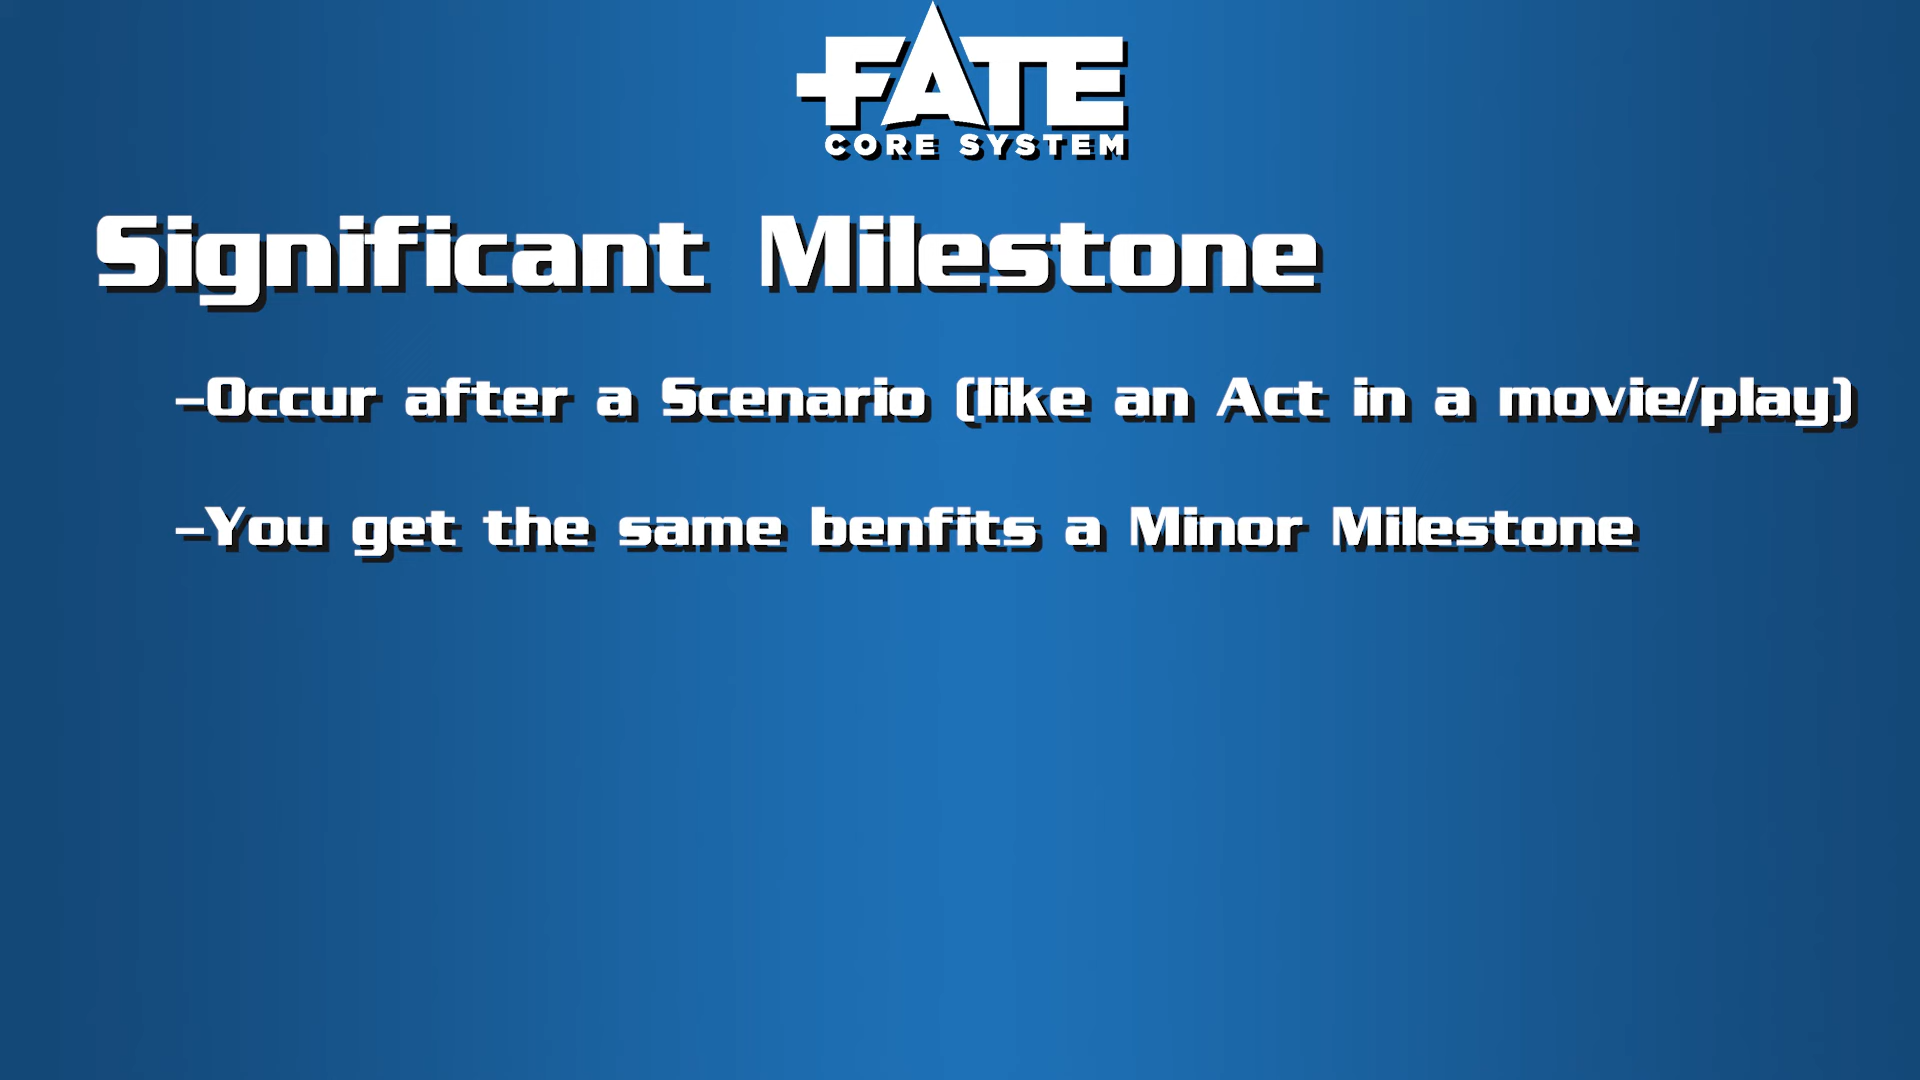 FATE
CORE SYSTEM
Significant Milestone
-Occur after a Scenario (like an Act in a movie/play)
-You get the same benfits a Minor Milestone